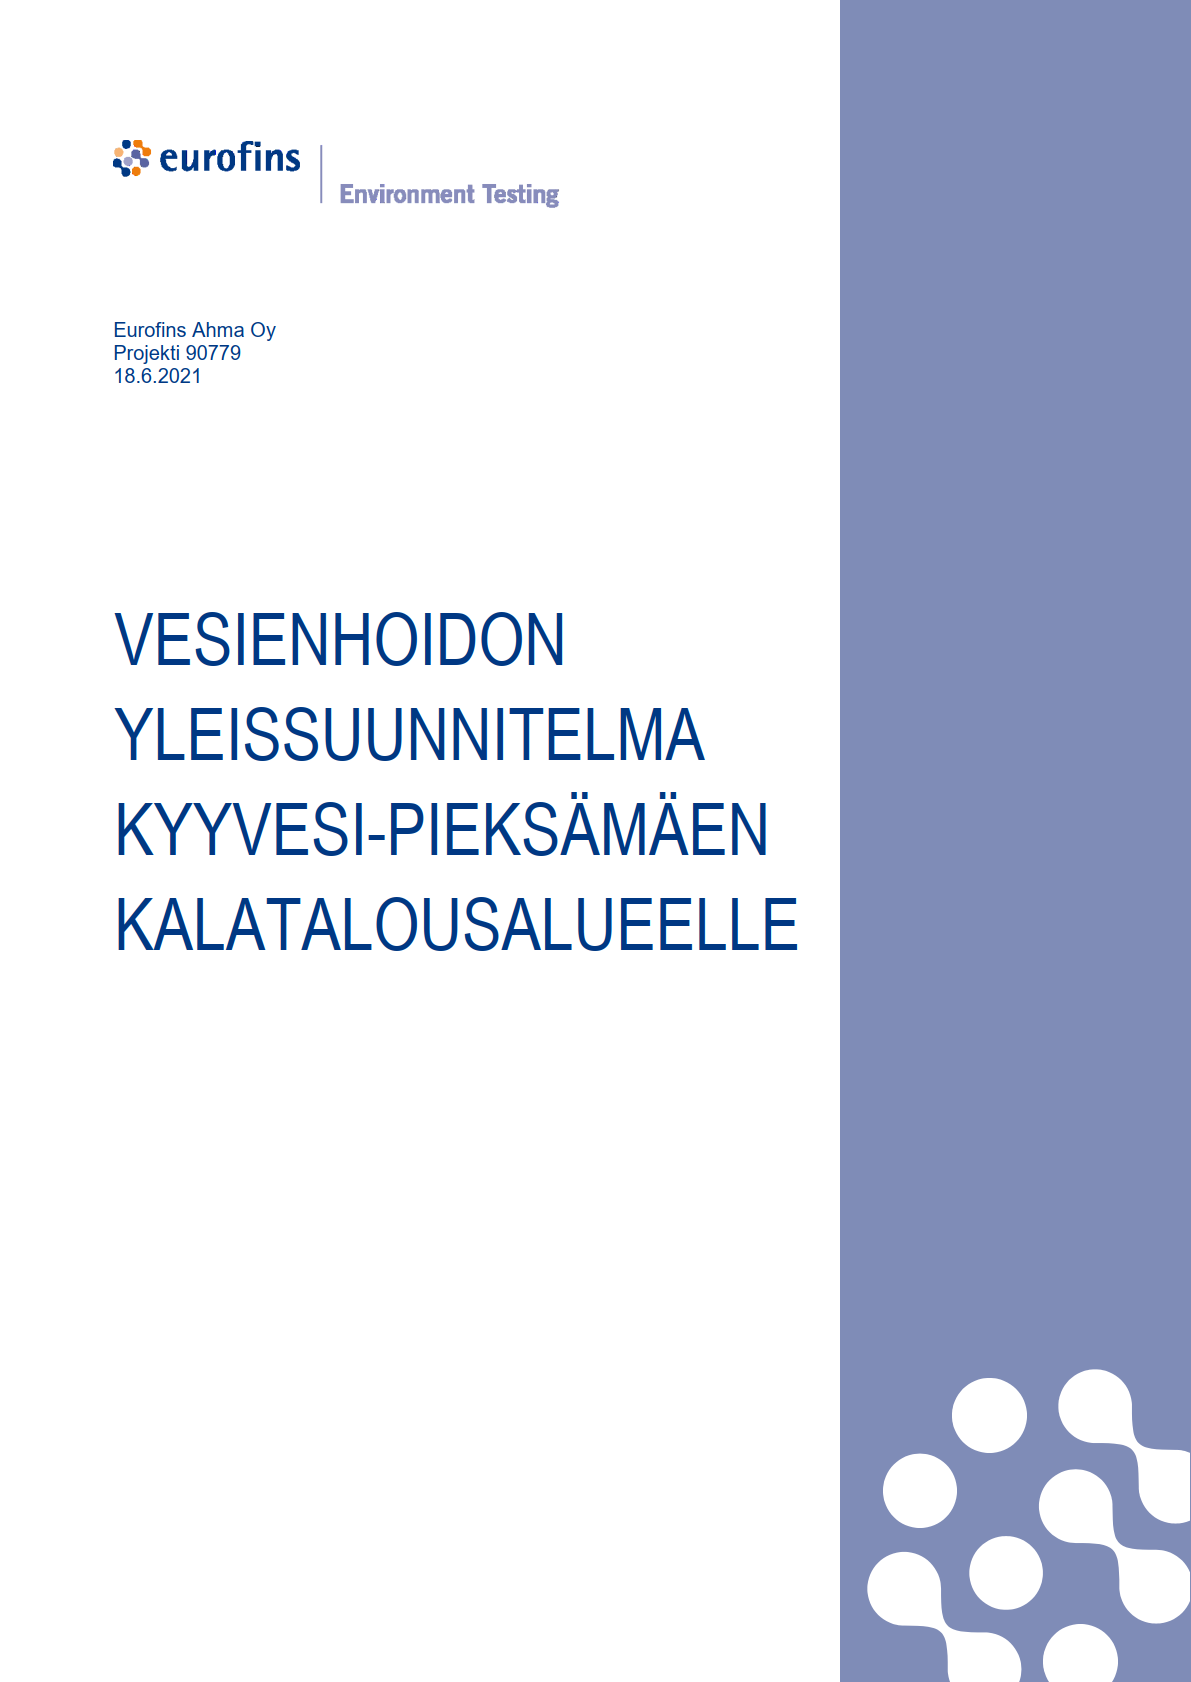 eurofins
Environment Testing
Eurofins Ahma Oy
Projekti 90779
18.6.2021
VESIENHOIDON
YLEISSUUNNITELMA
KYYVESI-PIEKSÄMÄEN
KALATALOUSALUEELLE